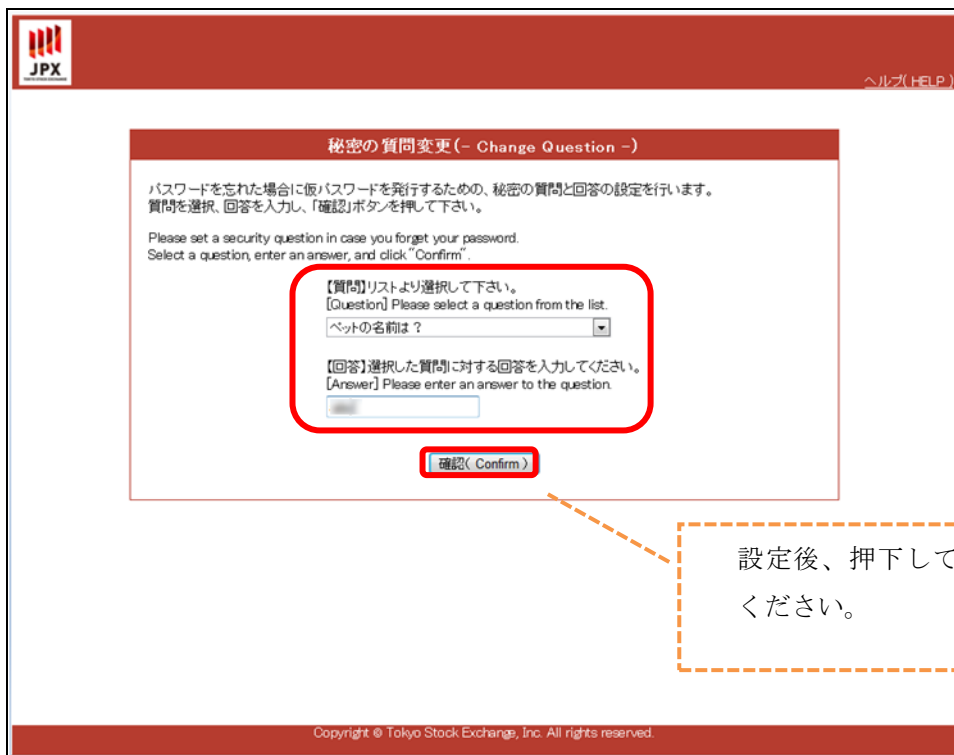 JPX
ヘルプ( HELP )
秘密の質問変更(- Change Question -)
パスワードを忘れた場合に仮パスワードを発行するための、秘密の質問と回答の設定を行います。
質問を選択、回答を入力し、「確認」ボタンを押して下さい。
Please set a security question in case you forget your password.
Select a question, enter an answer, and click "Confirm".
【質問】リストより選択して下さい。
[Question] Please select a question from the list.
ペットの名前は？
【回答】選択した質問に対する回答を入力してください。
[Answer] Please enter an answer to the question.
確認( Confirm )
設定後、押下して
ください。
Copyright © Tokyo Stock Exchange, Inc. All rights reserved.